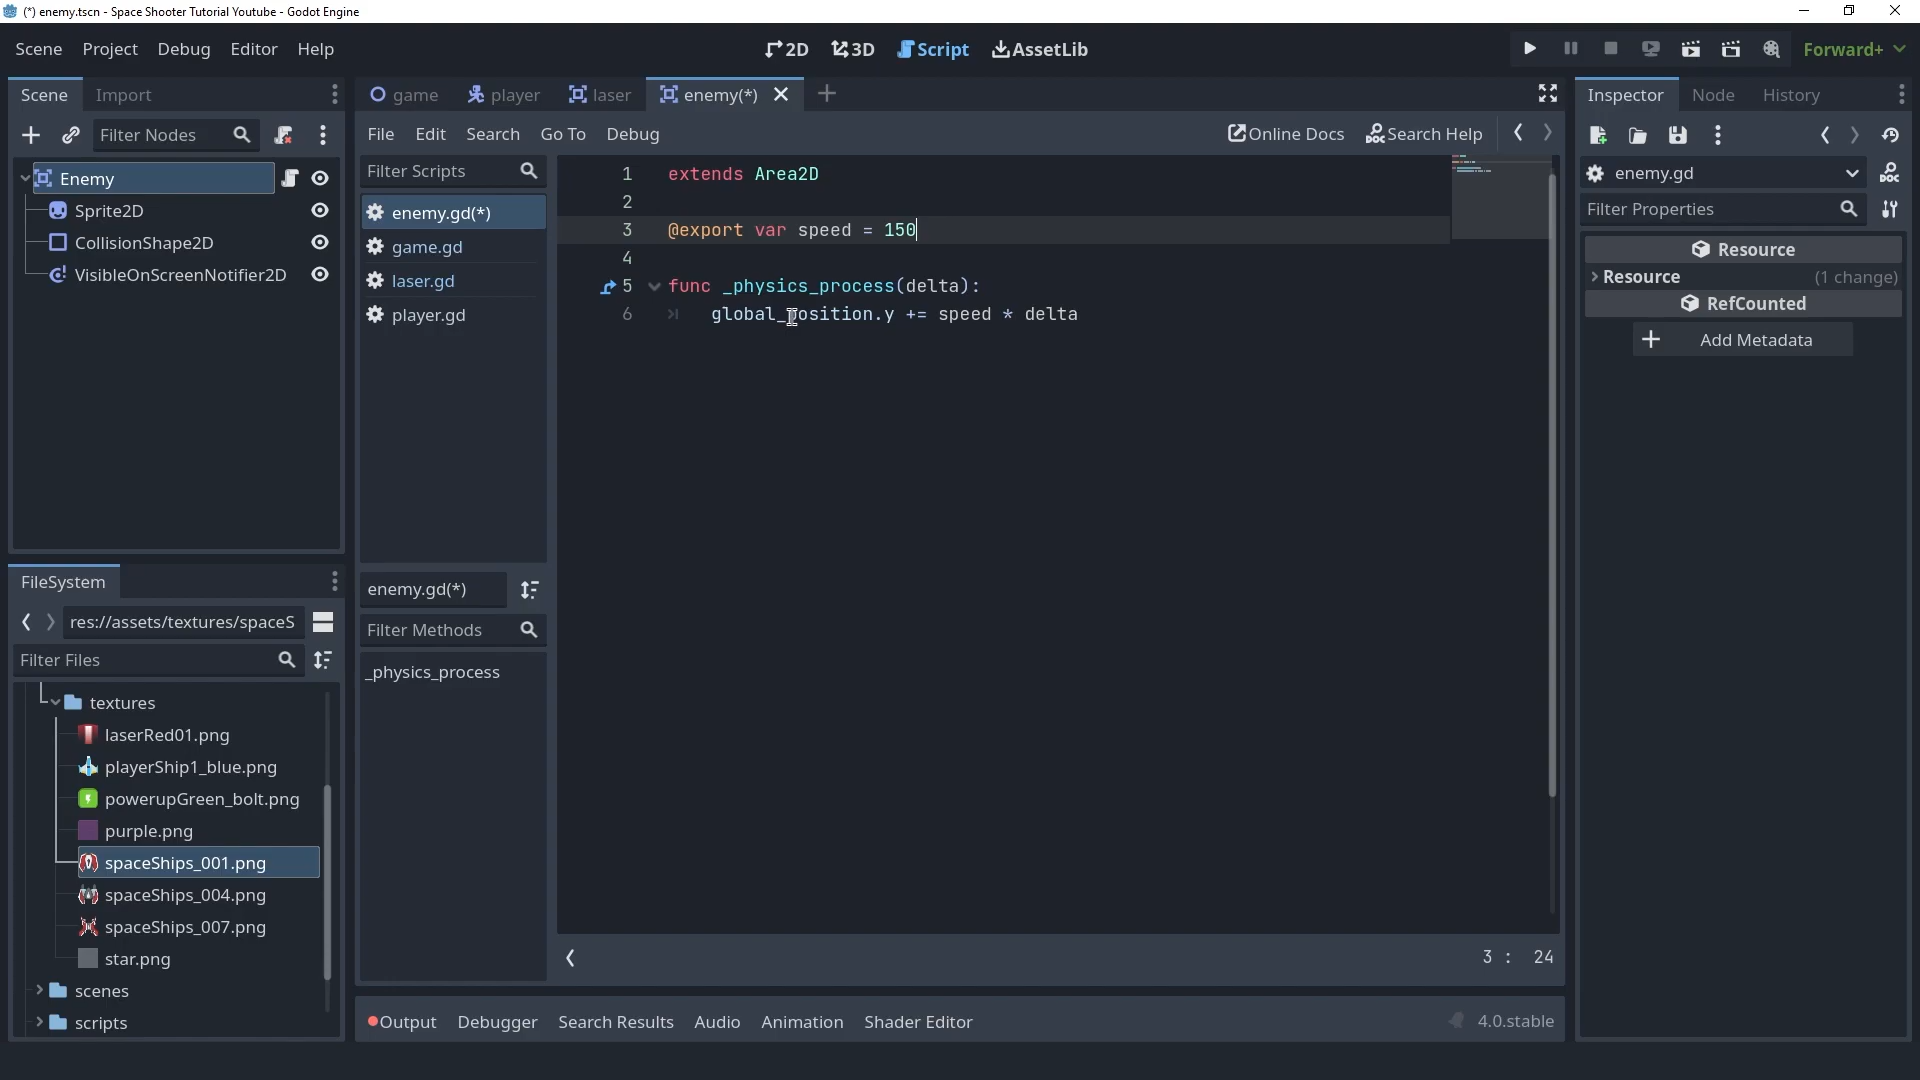 (*) enemy.tscn - Space Shooter Tutorial Youtube - Godot Engine
Scene Project Debug Editor Help
2D 3D Script AssetLib
Forward+
Scene Import
Filter Nodes
Enemy
Sprite2D
CollisionShape2D
VisibleOnScreenNotifier2D
FileSystem
res://assets/textures/spaceS
Filter Files
textures
laserRed01.png
playerShip1_blue.png
powerupGreen_bolt.png
purple.png
spaceShips_001.png
spaceShips_004.png
spaceShips_007.png
star.png
scenes
scripts
game player laser enemy(*)
File Edit Search Go To Debug
Online Docs Search Help
Filter Scripts
enemy.gd(*)
game.gd
laser.gd
player.gd
enemy.gd(*)
Filter Methods
_physics_process
1 extends Area2D
2
3 @export var speed = 150
4
5 func _physics_process(delta):
6 global_position.y += speed * delta
3 : 24
Output Debugger Search Results Audio Animation Shader Editor
4.0.stable
Inspector Node History
enemy.gd
DOC
Filter Properties
Resource
Resource (1 change)
RefCounted
Add Metadata